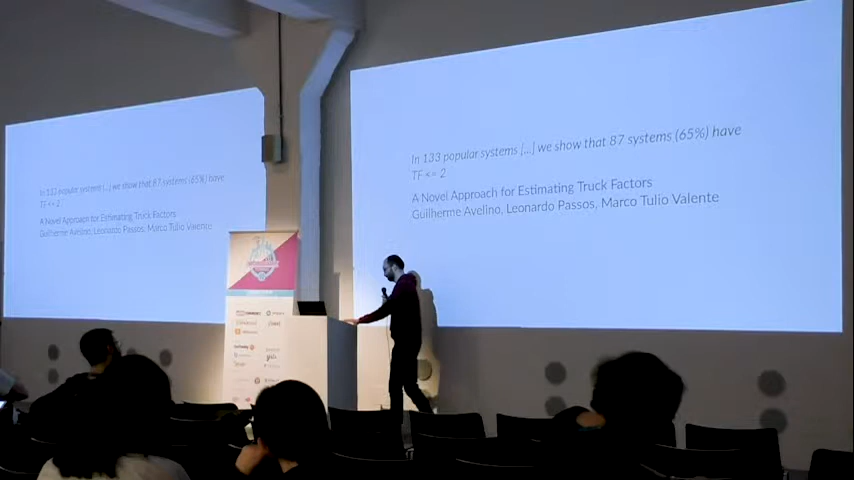 In 133 popular systems [...] we show that 87 systems (65%) have
TF <= 2
A Novel Approach for Estimating Truck Factors
Guilherme Avelino, Leonardo Passos, Marco Tulio Valente
In 133 popular systems [...] we show that 87 systems (65%) have
TF <= 2
A Novel Approach for Estimating Truck Factors
Guilherme Avelino, Leonardo Passos, Marco Tulio Valente